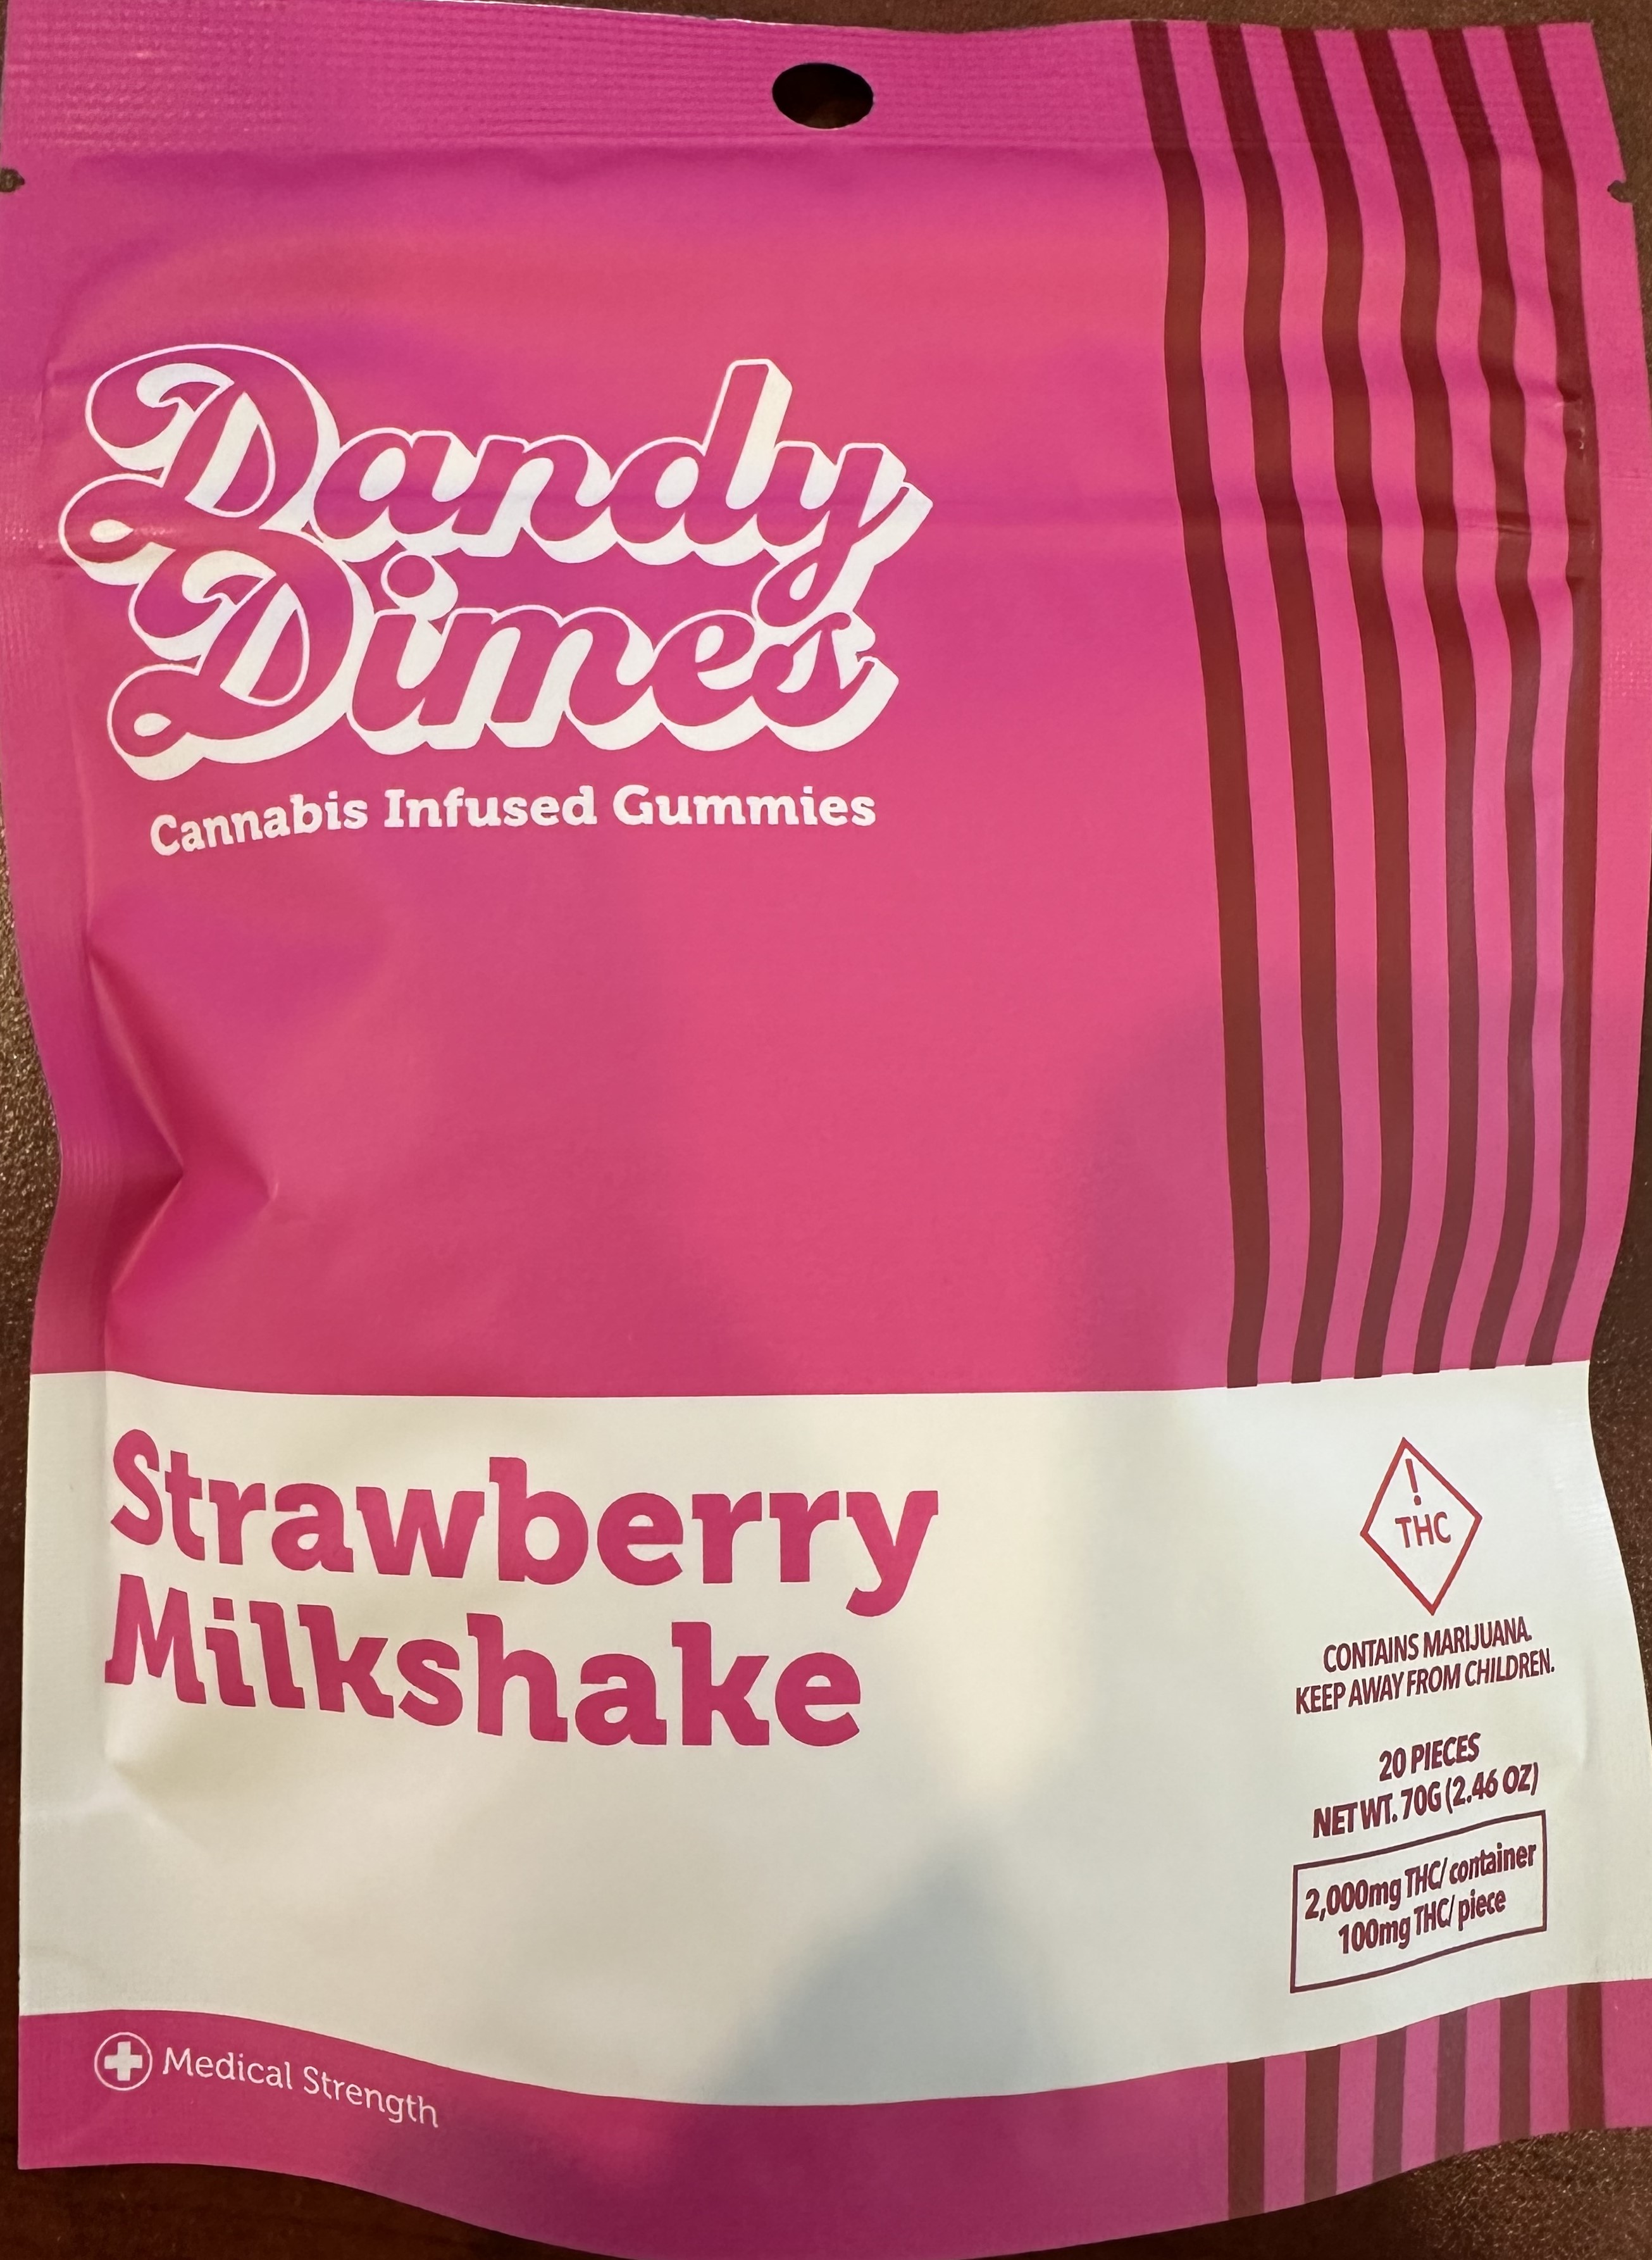 Dandy
Dimes
Cannabis Infused Gummies
Strawberry
Milkshake
!
THC
CONTAINS MARIJUANA.
KEEP AWAY FROM CHILDREN.
20 PIECES
NET WT. 70G (2.46 OZ)
2,000mg THC/ container
100mg THC/ piece
Medical Strength